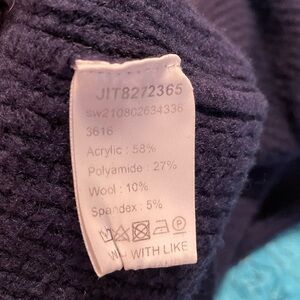 JIT8272365
sw210802634336
3616
Acrylic : 58%
Polyamide : 27%
Wool : 10%
Spandex : 5%
WITH LIKE